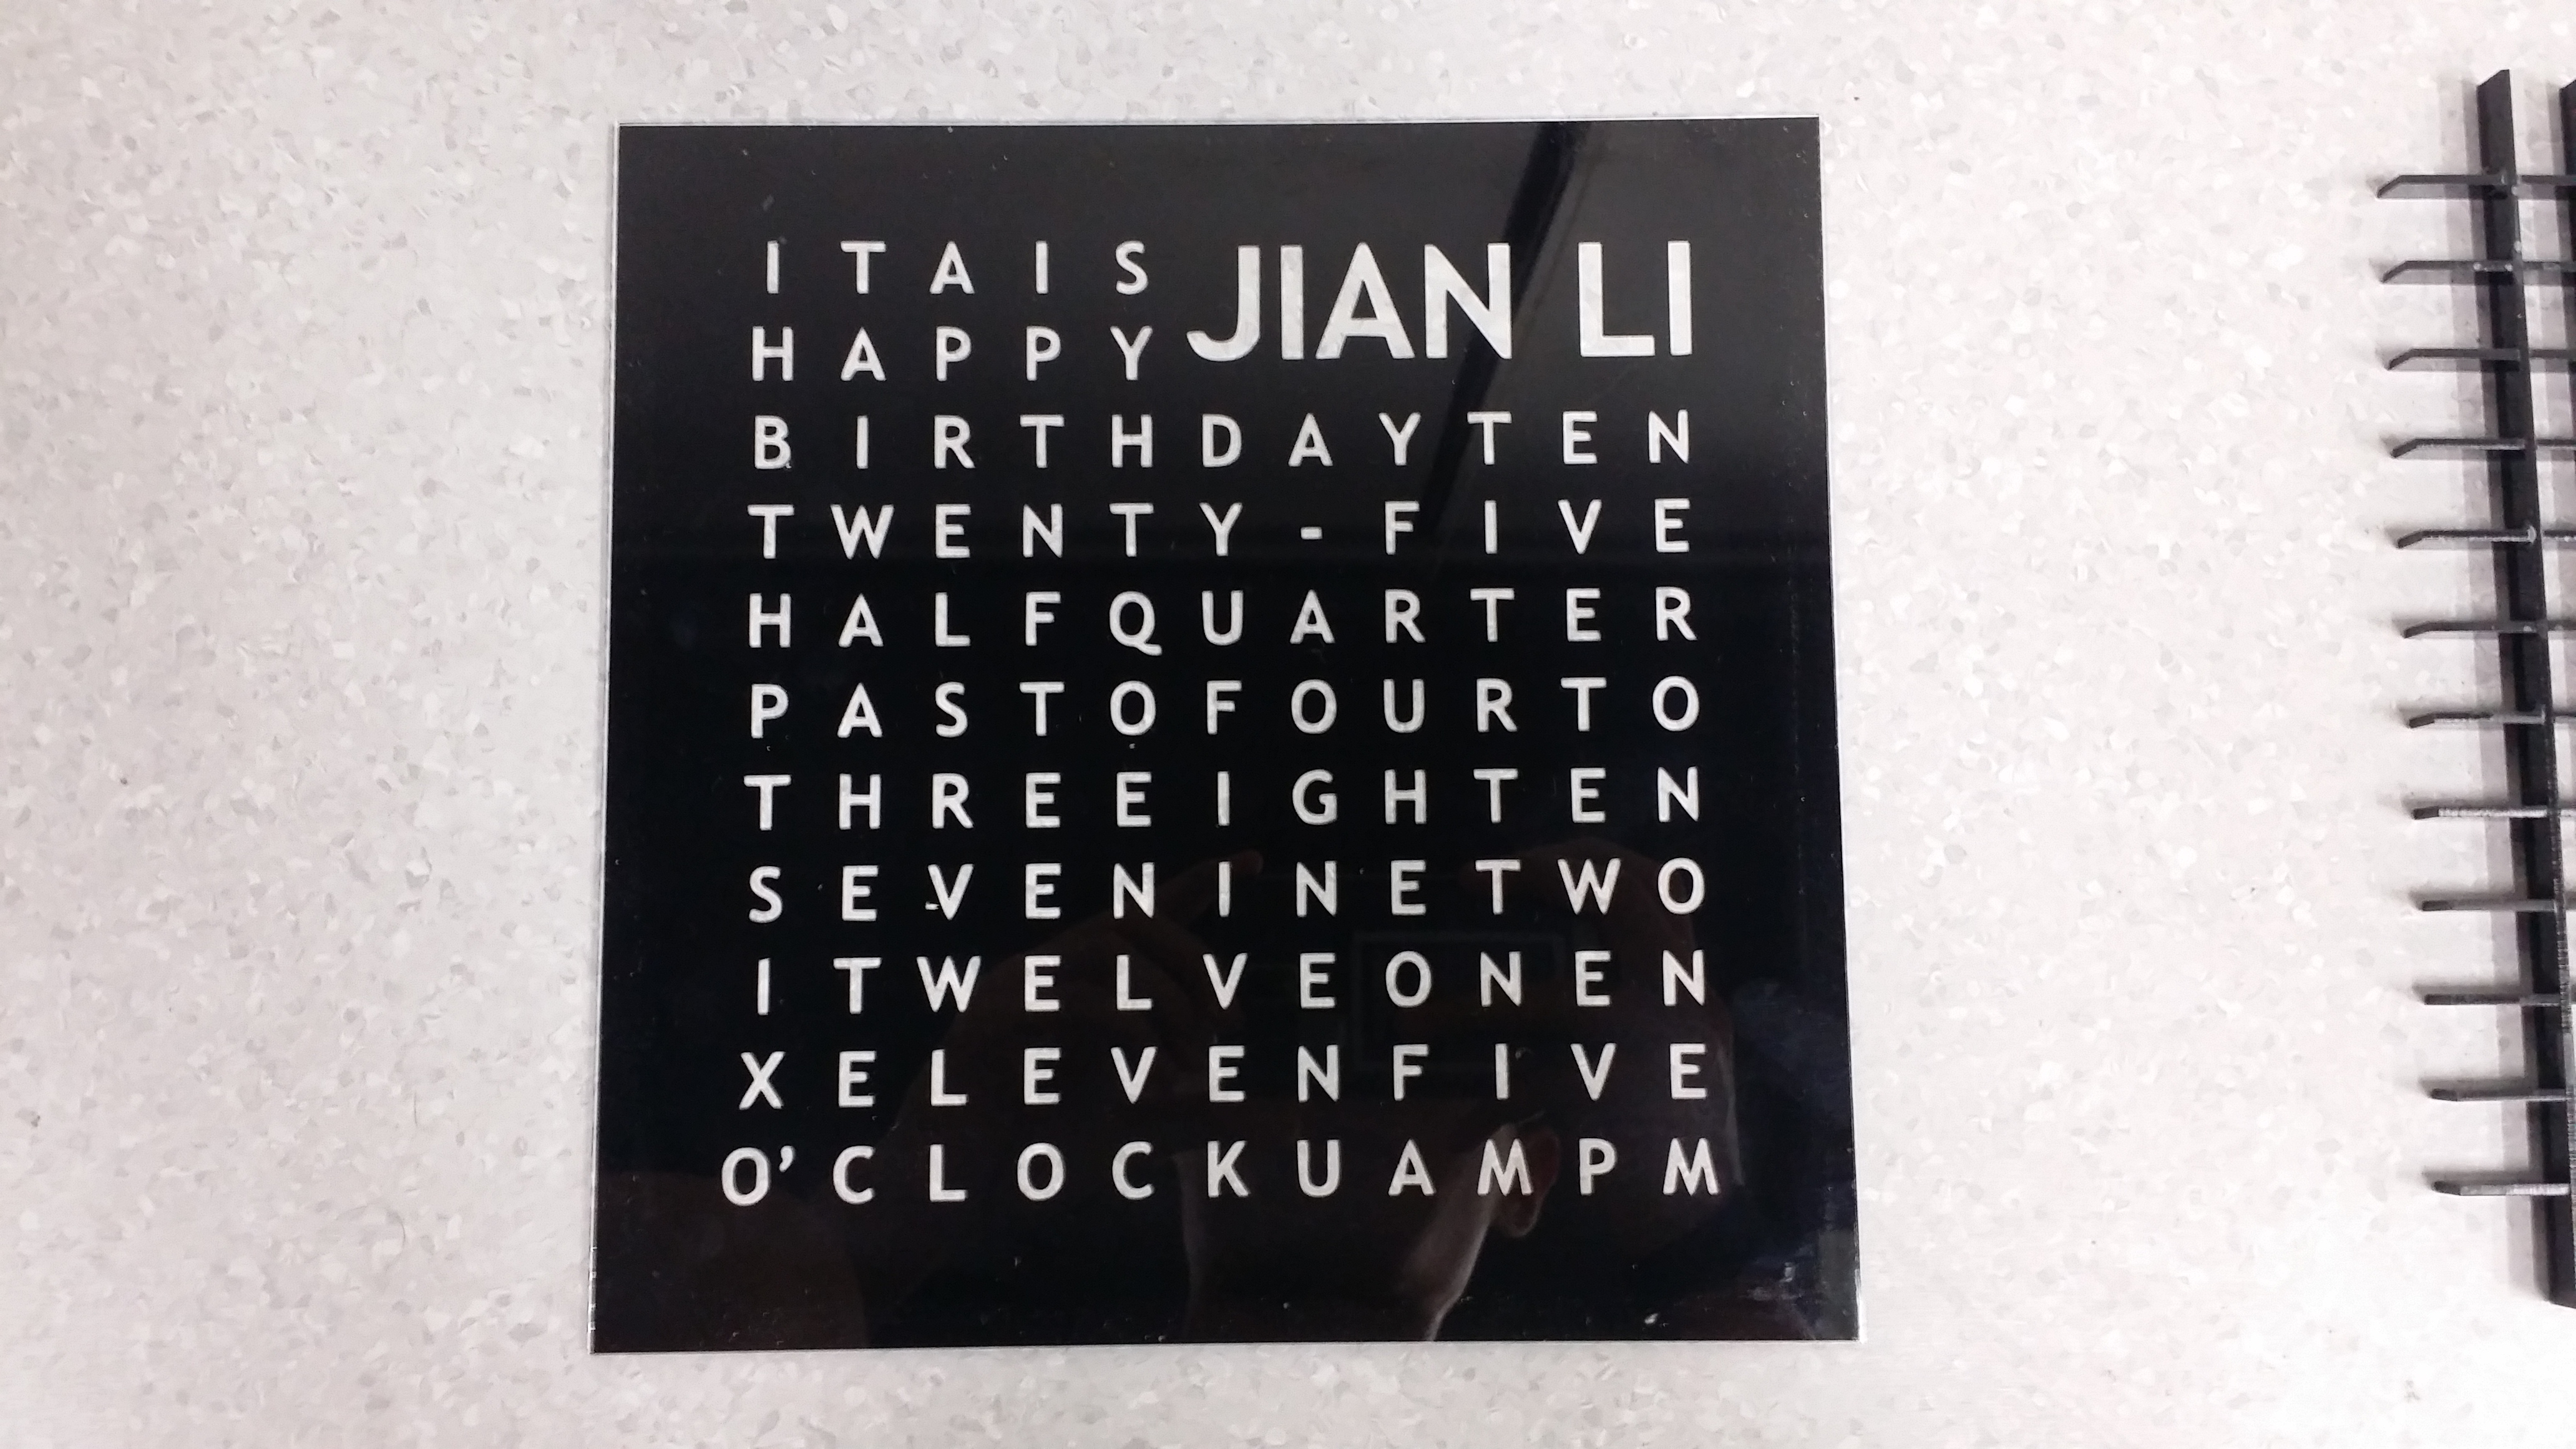 I T A I S JIAN LI
H A P P Y
B I R T H D A Y T E N
T W E N T Y - F I V E
H A L F Q U A R T E R
P A S T O F O U R T O
T H R E E I G H T E N
S E V E N I N E T W O
I T W E L V E O N E N
X E L E V E N F I V E
O' C L O C K U A M P M